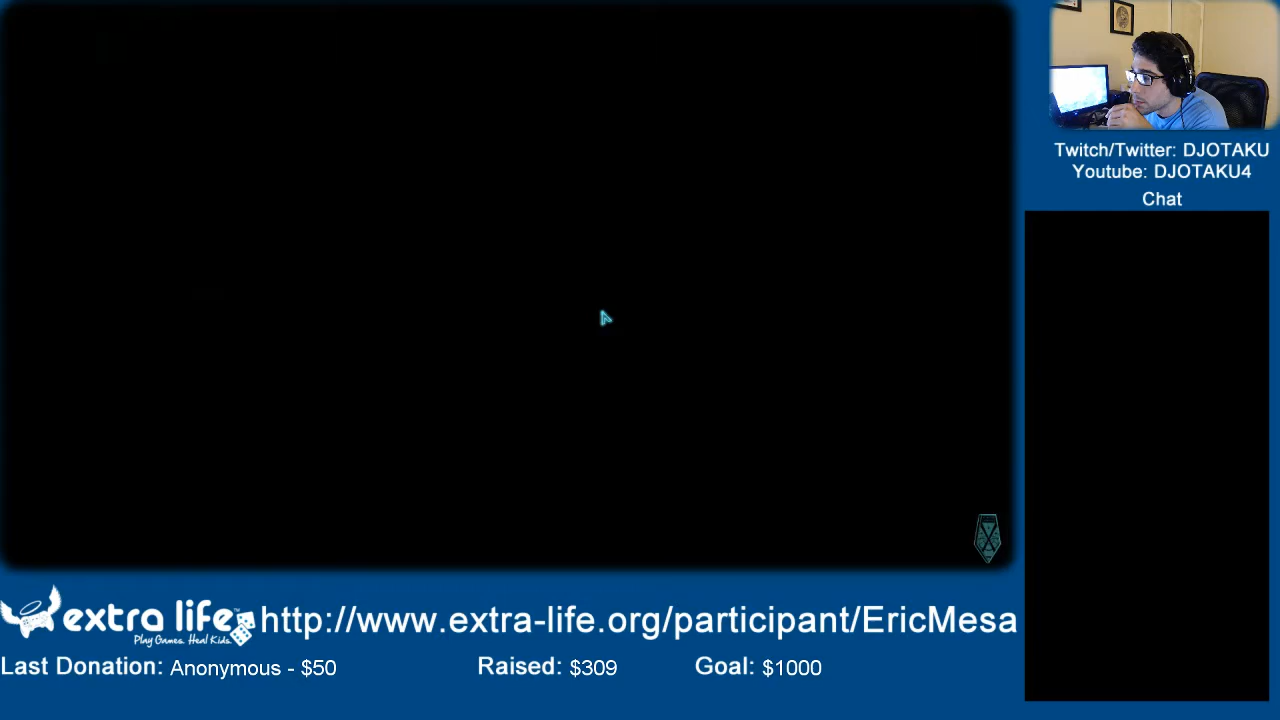 Twitch/Twitter: DJOTAKU
Youtube: DJOTAKU4
Chat
extra life
Play Games. Heal Kids.
http://www.extra-life.org/participant/EricMesa
Last Donation: Anonymous - $50
Raised: $309
Goal: $1000